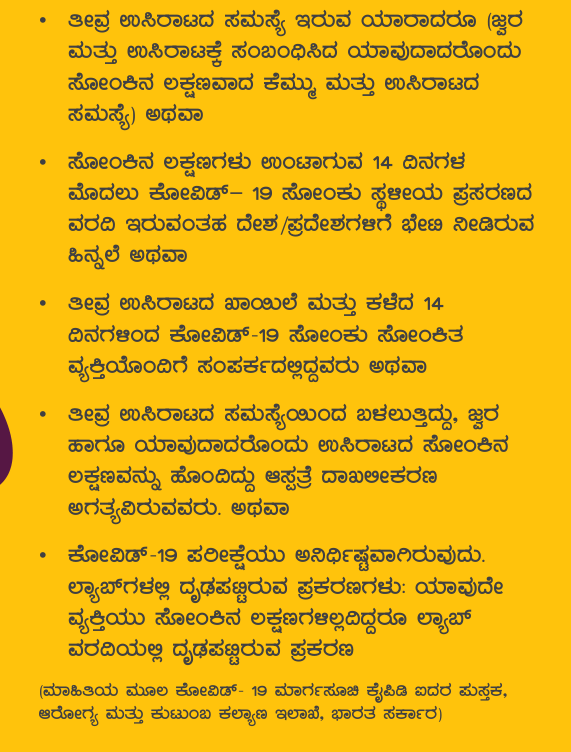 • ತೀವ್ರ ಉಸಿರಾಟದ ಸಮಸ್ಯೆ ಇರುವ ಯಾರಾದರೂ (ಜ್ವರ
ಮತ್ತು ಉಸಿರಾಟಕ್ಕೆ ಸಂಬಂಧಿಸಿದ ಯಾವುದಾದರೊಂದು
ಸೋಂಕಿನ ಲಕ್ಷಣವಾದ ಕೆಮ್ಮು, ಮತ್ತು ಉಸಿರಾಟದ
ಸಮಸ್ಯೆ) ಅಥವಾ
• ಸೋಂಕಿನ ಲಕ್ಷಣಗಳು ಉಂಟಾಗುವ 14 ದಿನಗಳ
ಮೊದಲು ಕೋವಿಡ್– 19 ಸೋಂಕು ಸ್ಥಳೀಯ ಪ್ರಸರಣದ
ವರದಿ ಇರುವಂತಹ ದೇಶ/ಪ್ರದೇಶಗಳಿಗೆ ಭೇಟಿ ನೀಡಿರುವ
ಹಿನ್ನಲೆ ಅಥವಾ
• ತೀವ್ರ ಉಸಿರಾಟದ ಖಾಯಿಲೆ ಮತ್ತು ಕಳೆದ 14
ದಿನಗಳಿಂದ ಕೋವಿಡ್-19 ಸೋಂಕು ಸೋಂಕಿತ
ವ್ಯಕ್ತಿಯೊಂದಿಗೆ ಸಂಪರ್ಕದಲ್ಲಿದ್ದವರು ಅಥವಾ
• ತೀವ್ರ ಉಸಿರಾಟದ ಸಮಸ್ಯೆಯಿಂದ ಬಳಲುತ್ತಿದ್ದು, ಜ್ವರ
ಹಾಗೂ ಯಾವುದಾದರೊಂದು ಉಸಿರಾಟದ ಸೋಂಕಿನ
ಲಕ್ಷಣವನ್ನು ಹೊಂದಿದ್ದು ಆಸ್ಪತ್ರೆ ದಾಖಲೀಕರಣ
ಅಗತ್ಯವಿರುವವರು. ಅಥವಾ
• ಕೋವಿಡ್-19 ಪರೀಕ್ಷೆಯು ಅನಿರ್ಧಿಷ್ಟವಾಗಿರುವುದು.
ಲ್ಯಾಬ್‌ಗಳಲ್ಲಿ ದೃಢಪಟ್ಟಿರುವ ಪ್ರಕರಣಗಳು: ಯಾವುದೇ
ವ್ಯಕ್ತಿಯು ಸೋಂಕಿನ ಲಕ್ಷಣಗಳಿಲ್ಲದಿದ್ದರೂ ಲ್ಯಾಬ್
ವರದಿಯಲ್ಲಿ ದೃಢಪಟ್ಟಿರುವ ಪ್ರಕರಣ
(ಮಾಹಿತಿಯ ಮೂಲ ಕೋವಿಡ್- 19 ಮಾರ್ಗಸೂಚಿ ಕೈಪಿಡಿ ಐದರ ಪುಸ್ತಕ,
ಆರೋಗ್ಯ ಮತ್ತು ಕುಟುಂಬ ಕಲ್ಯಾಣ ಇಲಾಖೆ, ಭಾರತ ಸರ್ಕಾರ)